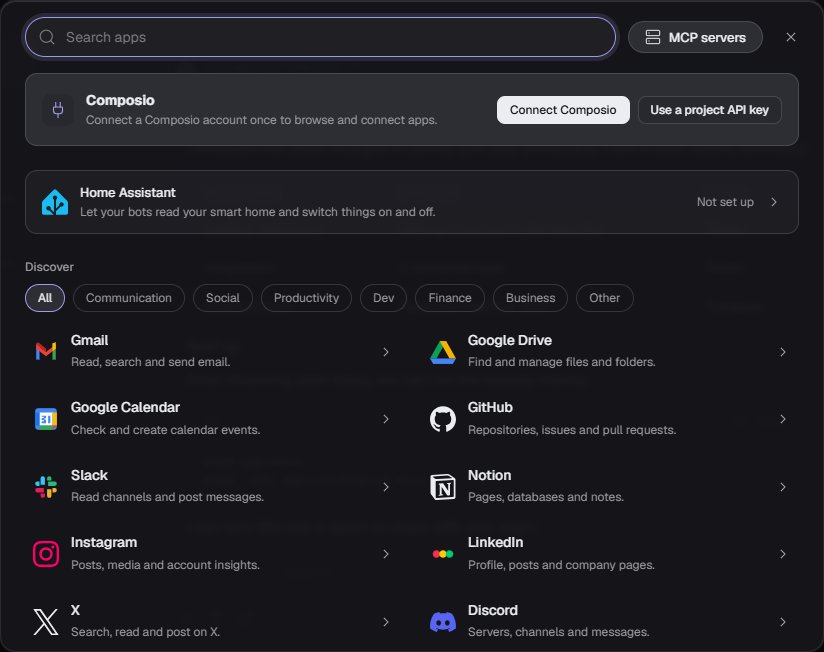 Search apps
MCP servers
Composio
Connect a Composio account once to browse and connect apps.
Connect Composio
Use a project API key
Home Assistant
Let your bots read your smart home and switch things on and off.
Not set up
Discover
All
Communication
Social
Productivity
Dev
Finance
Business
Other
Gmail
Read, search and send email.
Google Drive
Find and manage files and folders.
31
Google Calendar
Check and create calendar events.
GitHub
Repositories, issues and pull requests.
Slack
Read channels and post messages.
Notion
Pages, databases and notes.
Instagram
Posts, media and account insights.
LinkedIn
Profile, posts and company pages.
X
Search, read and post on X.
Discord
Servers, channels and messages.